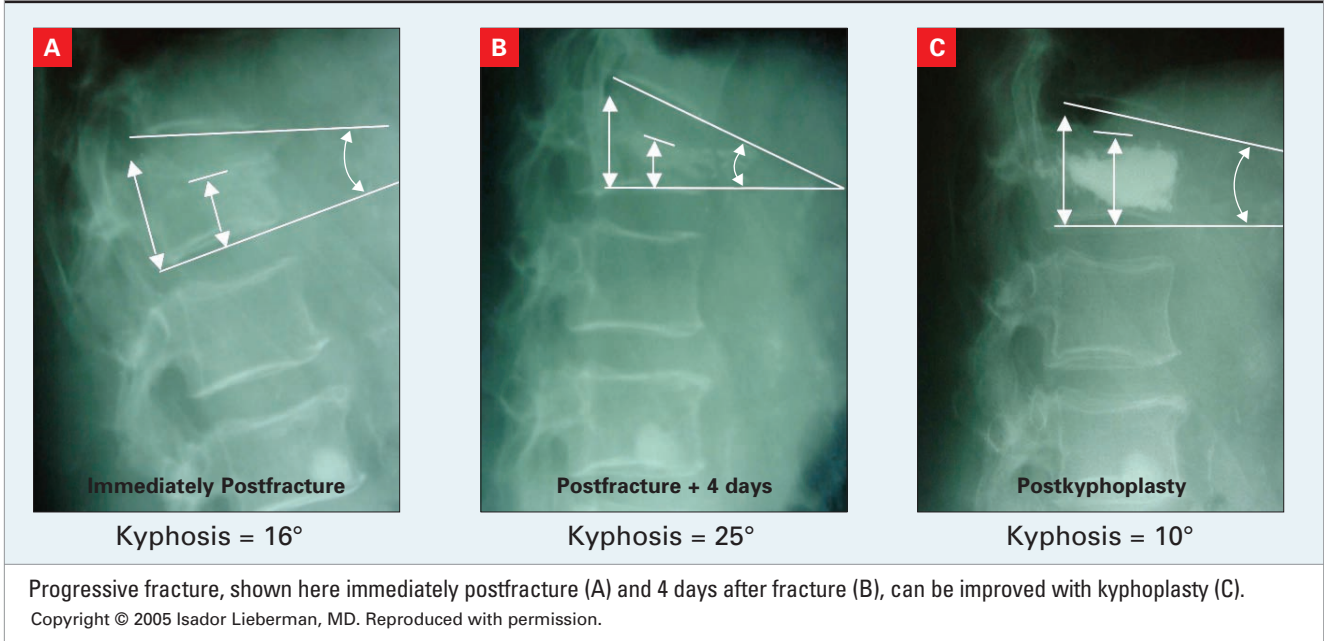 A
B
C
Immediately Postfracture
Postfracture + 4 days
Postkyphoplasty
Kyphosis = 16°
Kyphosis = 25°
Kyphosis = 10°
Progressive fracture, shown here immediately postfracture (A) and 4 days after fracture (B), can be improved with kyphoplasty (C).
Copyright © 2005 Isador Lieberman, MD. Reproduced with permission.